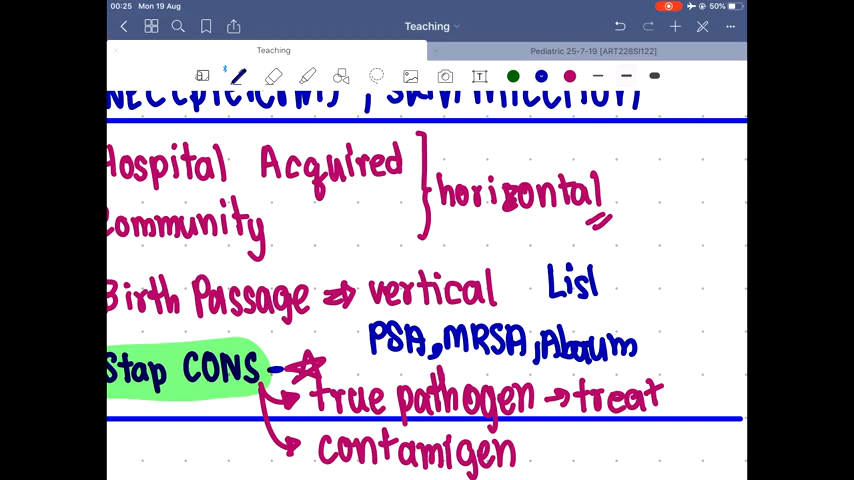 00:25 Mon 19 Aug
50%
Teaching
Teaching
Pediatric 25-7-19 [ART228SI122]
Hospital Acquired
Community
horizontal
Birth Passage ⇒ vertical
List
PSA, MRSA, Abaum
Stap CONS
true pathogen → treat
contamigen